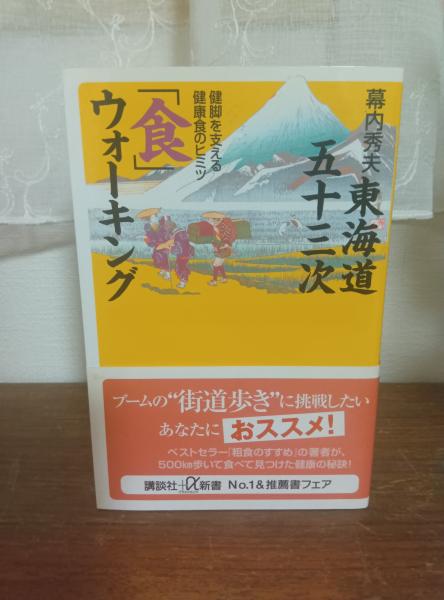 幕内秀夫
東海道
五十三次
「食」
ウォーキング
健脚を支える
健康食のヒミツ
ブームの“街道歩き”に挑戦したい
あなたに おススメ!
ベストセラー『粗食のすすめ』の著者が、
500km歩いて食べて見つけた健康の秘訣!
講談社+α新書 No.1&推薦書フェア